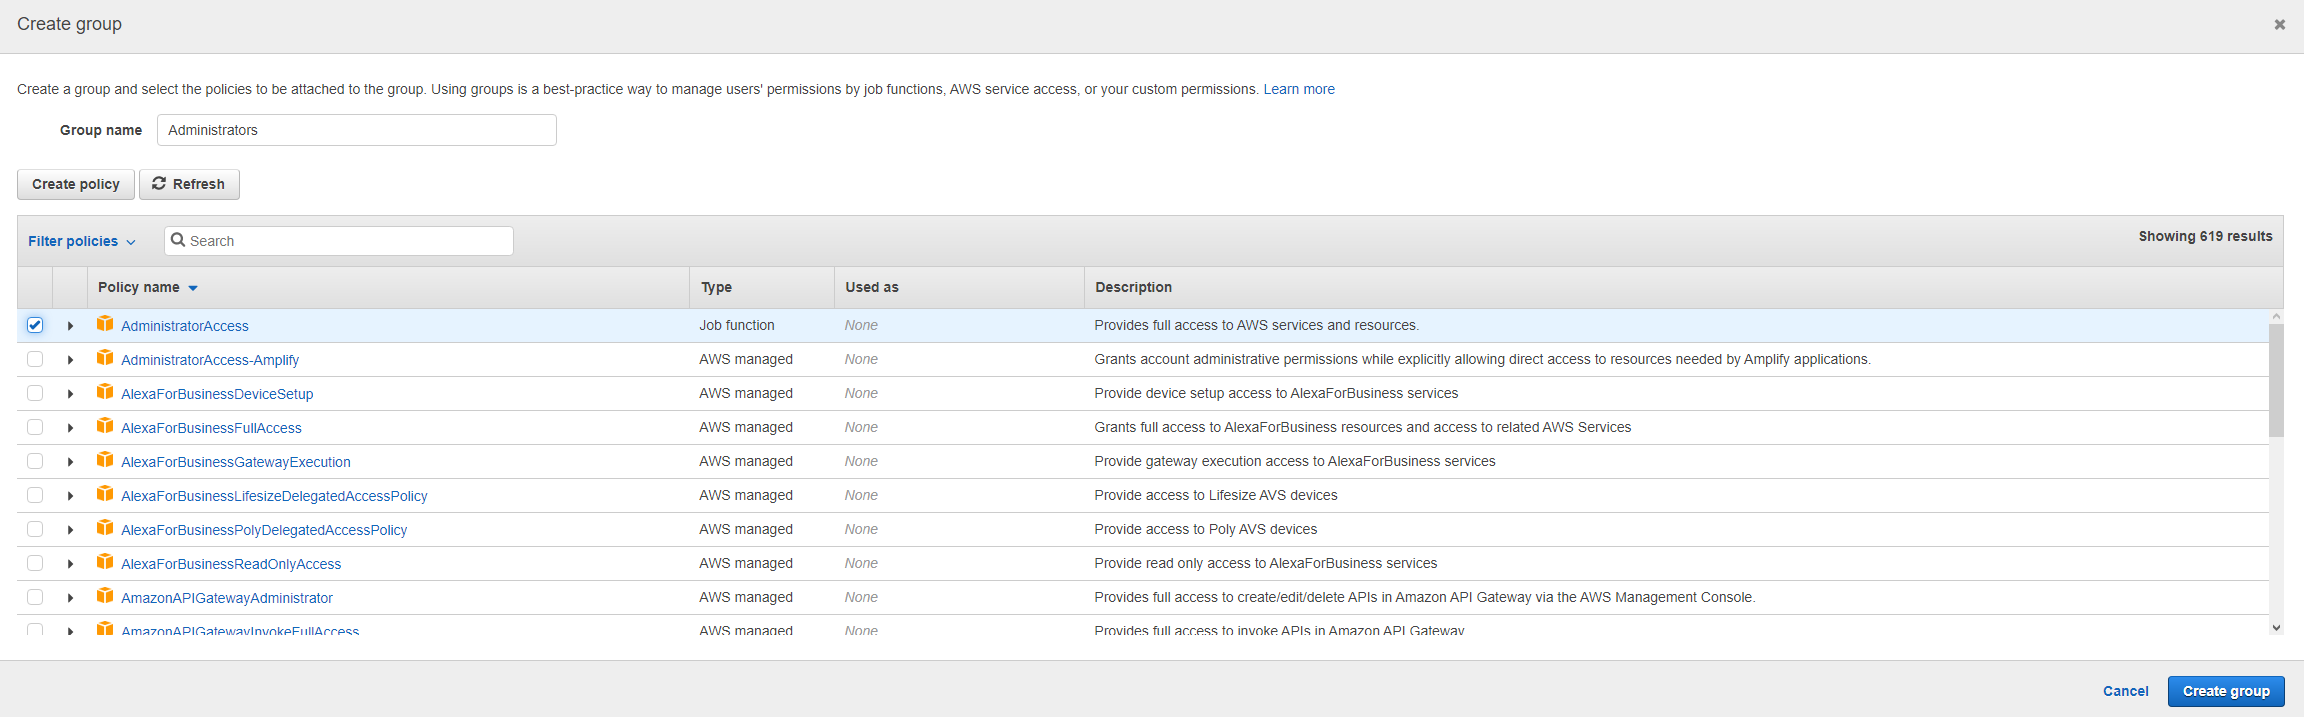 Create group
Create a group and select the policies to be attached to the group. Using groups is a best-practice way to manage users' permissions by job functions, AWS service access, or your custom permissions. Learn more
Group name Administrators
Create policy Refresh
Filter policies Search Showing 619 results
Policy name Type Used as Description
AdministratorAccess Job function None Provides full access to AWS services and resources.
AdministratorAccess-Amplify AWS managed None Grants account administrative permissions while explicitly allowing direct access to resources needed by Amplify applications.
AlexaForBusinessDeviceSetup AWS managed None Provide device setup access to AlexaForBusiness services
AlexaForBusinessFullAccess AWS managed None Grants full access to AlexaForBusiness resources and access to related AWS Services
AlexaForBusinessGatewayExecution AWS managed None Provide gateway execution access to AlexaForBusiness services
AlexaForBusinessLifesizeDelegatedAccessPolicy AWS managed None Provide access to Lifesize AVS devices
AlexaForBusinessPolyDelegatedAccessPolicy AWS managed None Provide access to Poly AVS devices
AlexaForBusinessReadOnlyAccess AWS managed None Provide read only access to AlexaForBusiness services
AmazonAPIGatewayAdministrator AWS managed None Provides full access to create/edit/delete APIs in Amazon API Gateway via the AWS Management Console.
AmazonAPIGatewayInvokeFullAccess AWS managed None Provides full access to invoke APIs in Amazon API Gateway
Cancel Create group